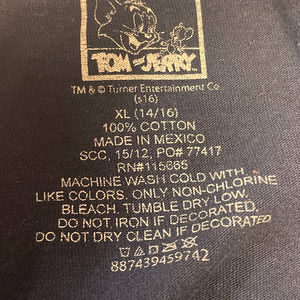 TOM and JERRY
TM & © Turner Entertainment Co
(s16)
XL (14/16)
100% COTTON
MADE IN MEXICO
SCC, 15/12, PO# 77417
RN#115885
MACHINE WASH COLD WITH
LIKE COLORS. ONLY NON-CHLORINE
BLEACH. TUMBLE DRY LOW.
DO NOT IRON IF DECORATED.
DO NOT DRY CLEAN IF DECORATED
887439459742